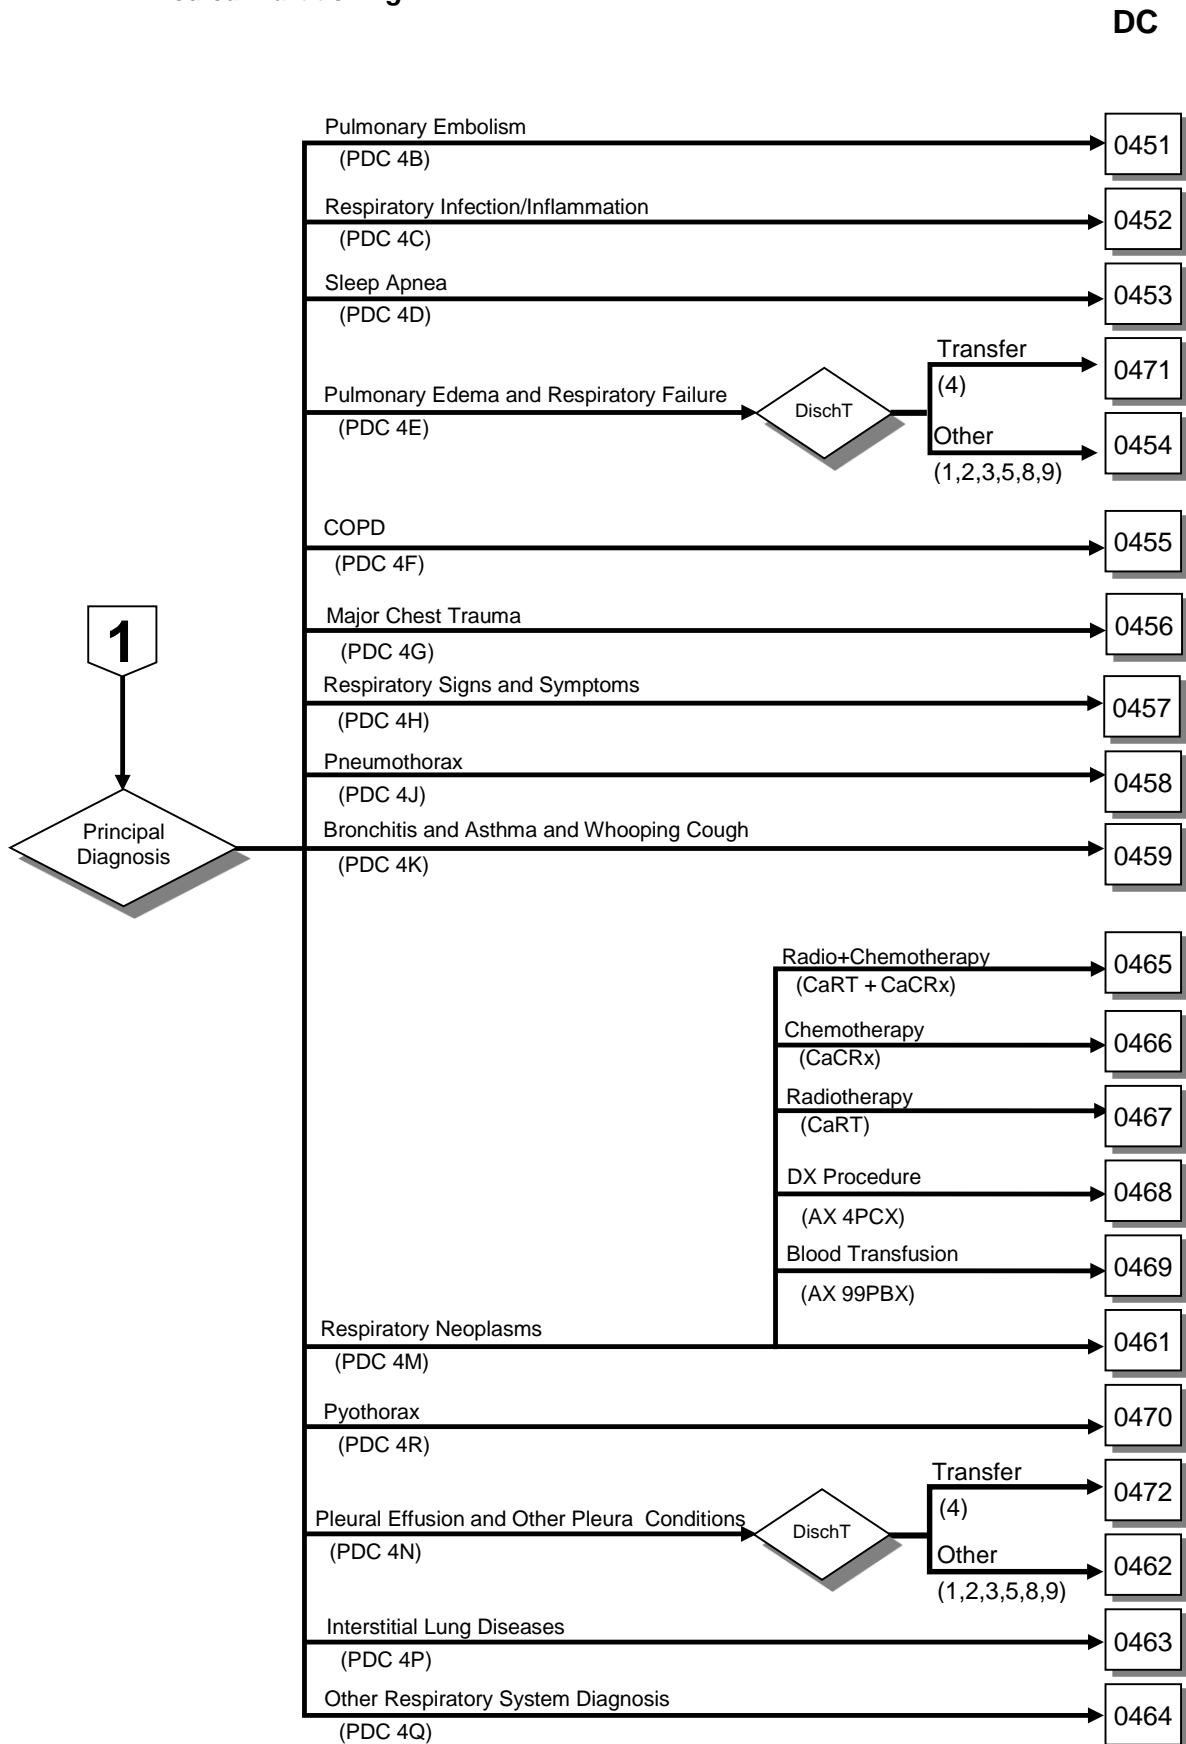 DC
Pulmonary Embolism
(PDC 4B)
0451
Respiratory Infection/Inflammation
(PDC 4C)
0452
Sleep Apnea
(PDC 4D)
0453
Pulmonary Edema and Respiratory Failure
(PDC 4E)
DischT
Transfer
(4)
0471
Other
(1,2,3,5,8,9)
0454
COPD
(PDC 4F)
0455
1
Major Chest Trauma
(PDC 4G)
0456
Respiratory Signs and Symptoms
(PDC 4H)
0457
Pneumothorax
(PDC 4J)
0458
Principal
Diagnosis
Bronchitis and Asthma and Whooping Cough
(PDC 4K)
0459
Radio+Chemotherapy
(CaRT + CaCRx)
0465
Chemotherapy
(CaCRx)
0466
Radiotherapy
(CaRT)
0467
DX Procedure
(AX 4PCX)
0468
Blood Transfusion
(AX 99PBX)
0469
Respiratory Neoplasms
(PDC 4M)
0461
Pyothorax
(PDC 4R)
0470
Pleural Effusion and Other Pleura  Conditions
(PDC 4N)
DischT
Transfer
(4)
0472
Other
(1,2,3,5,8,9)
0462
Interstitial Lung Diseases
(PDC 4P)
0463
Other Respiratory System Diagnosis
(PDC 4Q)
0464